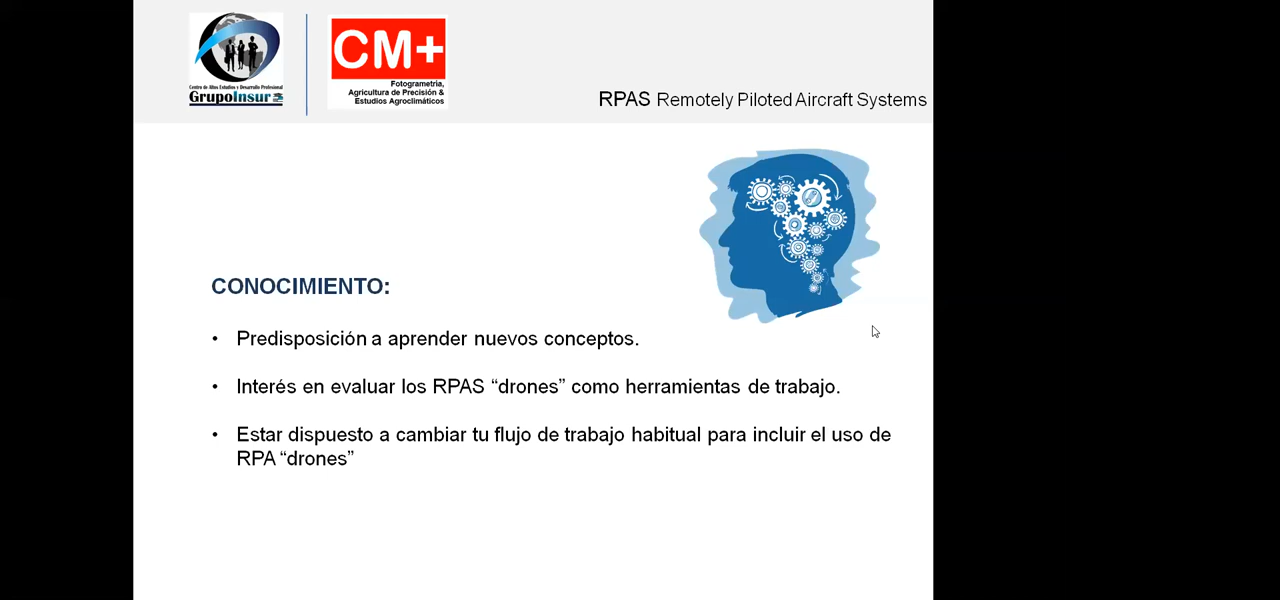 Centro de Altos Estudios y Desarrollo Profesional
GrupoInsur
CM+
Fotogrametria,
Agricultura de Precisión &
Estudios Agroclimáticos
RPAS Remotely Piloted Aircraft Systems
CONOCIMIENTO:
• Predisposición a aprender nuevos conceptos.
• Interés en evaluar los RPAS “drones” como herramientas de trabajo.
• Estar dispuesto a cambiar tu flujo de trabajo habitual para incluir el uso de
RPA “drones”